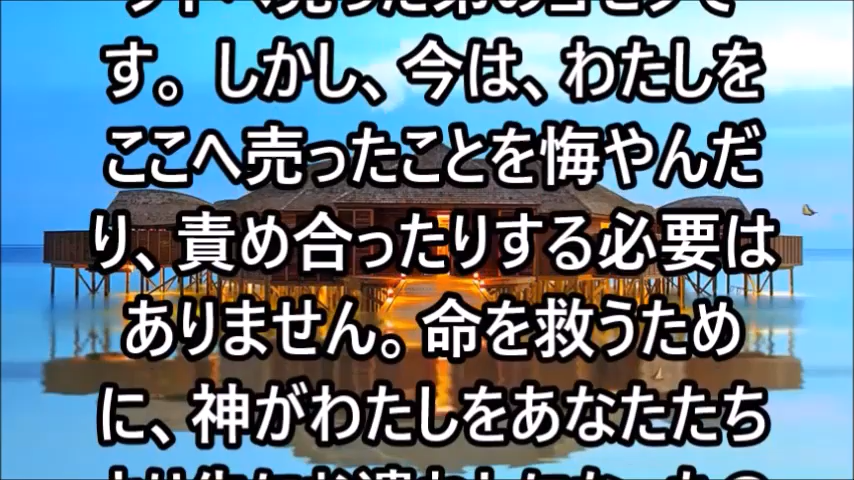 す。しかし、今は、わたしを
ここへ売ったことを悔やんだ
り、責め合ったりする必要は
ありません。命を救うため
に、神がわたしをあなたたち